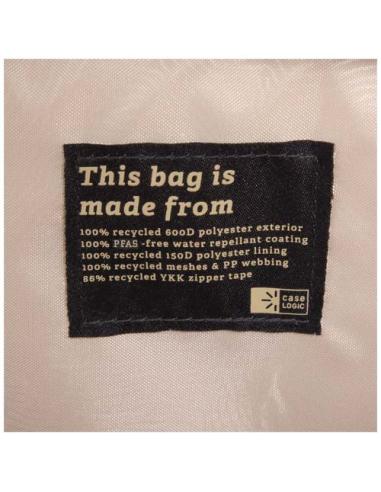 This bag is
made from
100% recycled 600D polyester exterior
100% PFAS -free water repellant coating
100% recycled 150D polyester lining
100% recycled meshes & PP webbing
86% recycled YKK zipper tape
case
LOGIC